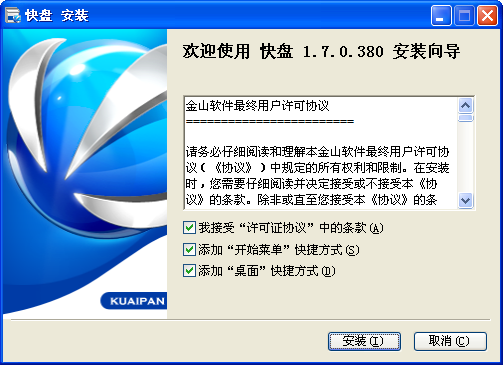 快盘 安装
欢迎使用 快盘 1.7.0.380 安装向导
金山软件最终用户许可协议
========================
请务必仔细阅读和理解本金山软件最终用户许可协
议（《协议》）中规定的所有权利和限制。在安装
时，您需要仔细阅读并决定接受或不接受本《协
议》的条款。除非或直至您接受本《协议》的条
我接受“许可证协议”中的条款(A)
添加“开始菜单”快捷方式(S)
添加“桌面”快捷方式(D)
KUAIPAN
安装(I)
取消(C)